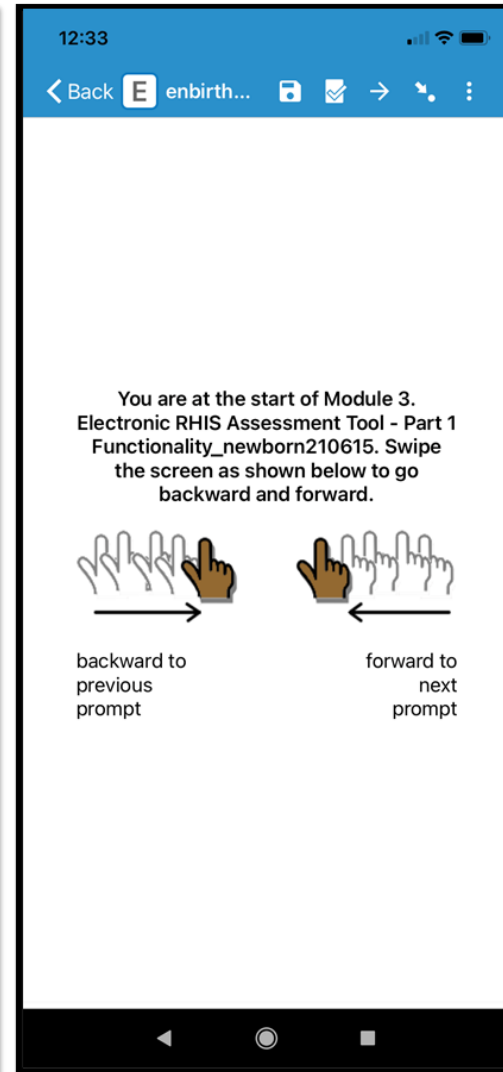 12:33
Back E enbirth...
You are at the start of Module 3.
Electronic RHIS Assessment Tool - Part 1
Functionality_newborn210615. Swipe
the screen as shown below to go
backward and forward.
backward to
previous
prompt
forward to
next
prompt